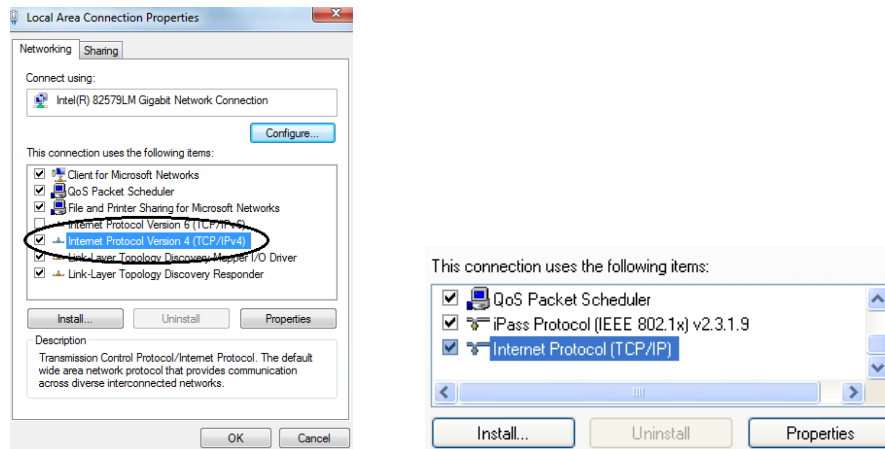 Local Area Connection Properties
Networking
Sharing
Connect using:
Intel(R) 82579LM Gigabit Network Connection
Configure...
This connection uses the following items:
Client for Microsoft Networks
QoS Packet Scheduler
File and Printer Sharing for Microsoft Networks
Internet Protocol Version 6 (TCP/IPv6)
Internet Protocol Version 4 (TCP/IPv4)
Link-Layer Topology Discovery Mapper I/O Driver
Link-Layer Topology Discovery Responder
Install...
Uninstall
Properties
Description
Transmission Control Protocol/Internet Protocol. The default
wide area network protocol that provides communication
across diverse interconnected networks.
OK
Cancel
This connection uses the following items:
QoS Packet Scheduler
iPass Protocol (IEEE 802.1x) v2.3.1.9
Internet Protocol (TCP/IP)
Install...
Uninstall
Properties